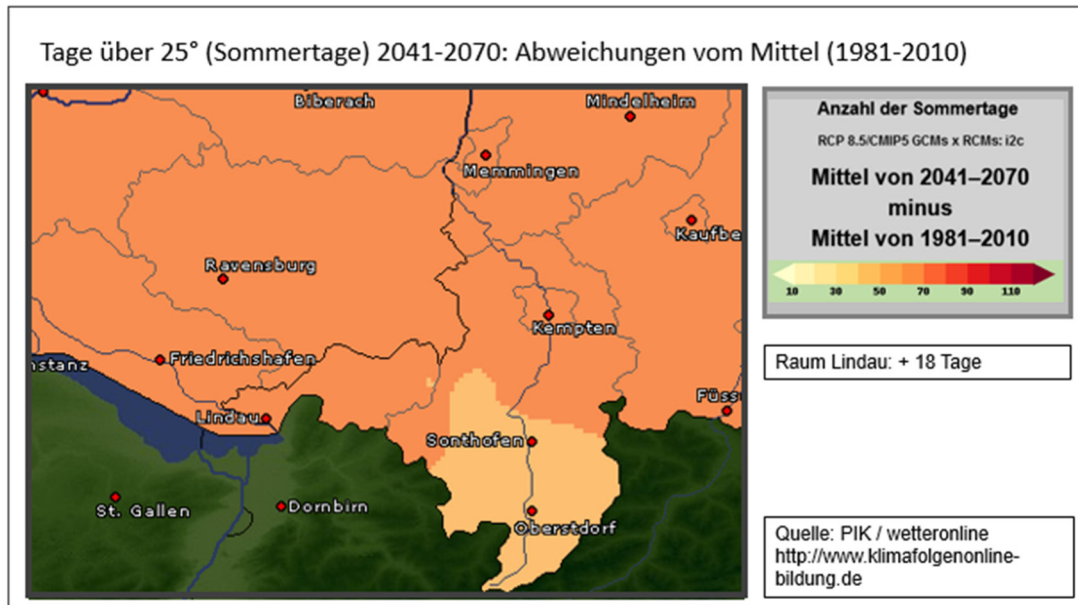 Tage über 25° (Sommertage) 2041-2070: Abweichungen vom Mittel (1981-2010)
Biberach
Mindelheim
Memmingen
Kaufbe
Ravensburg
Kempten
Friedrichshafen
nstanz
Lindau
Füss
Sonthofen
St. Gallen
Dornbirn
Oberstdorf
Anzahl der Sommertage
RCP 8.5/CMIP5 GCMs x RCMs: i2c
Mittel von 2041–2070
minus
Mittel von 1981–2010
10 30 50 70 90 110
Raum Lindau: + 18 Tage
Quelle: PIK / wetteronline
http://www.klimafolgenonline-
bildung.de